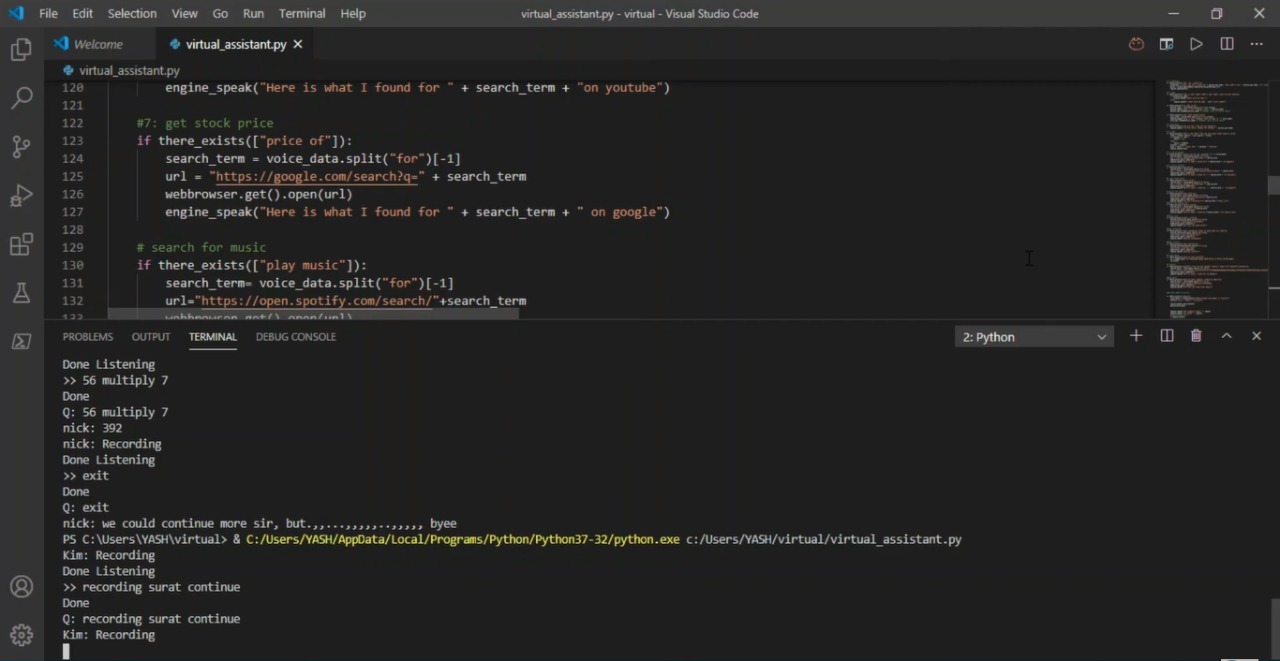 File Edit Selection View Go Run Terminal Help virtual_assistant.py - virtual - Visual Studio Code
Welcome virtual_assistant.py
virtual_assistant.py
120 engine_speak("Here is what I found for " + search_term + "on youtube")
121
122 #7: get stock price
123 if there_exists(["price of"]):
124 search_term = voice_data.split("for")[-1]
125 url = "https://google.com/search?q=" + search_term
126 webbrowser.get().open(url)
127 engine_speak("Here is what I found for " + search_term + " on google")
128
129 # search for music
130 if there_exists(["play music"]):
131 search_term= voice_data.split("for")[-1]
132 url="https://open.spotify.com/search/"+search_term
133 webbrowser.get().open(url)
PROBLEMS OUTPUT TERMINAL DEBUG CONSOLE 2: Python
Done Listening
>> 56 multiply 7
Done
Q: 56 multiply 7
nick: 392
nick: Recording
Done Listening
>> exit
Done
Q: exit
nick: we could continue more sir, but.,,...,,,,,..,,,,, byee
PS C:\Users\YASH\virtual> & C:/Users/YASH/AppData/Local/Programs/Python/Python37-32/python.exe c:/Users/YASH/virtual/virtual_assistant.py
Kim: Recording
Done Listening
>> recording surat continue
Done
Q: recording surat continue
Kim: Recording